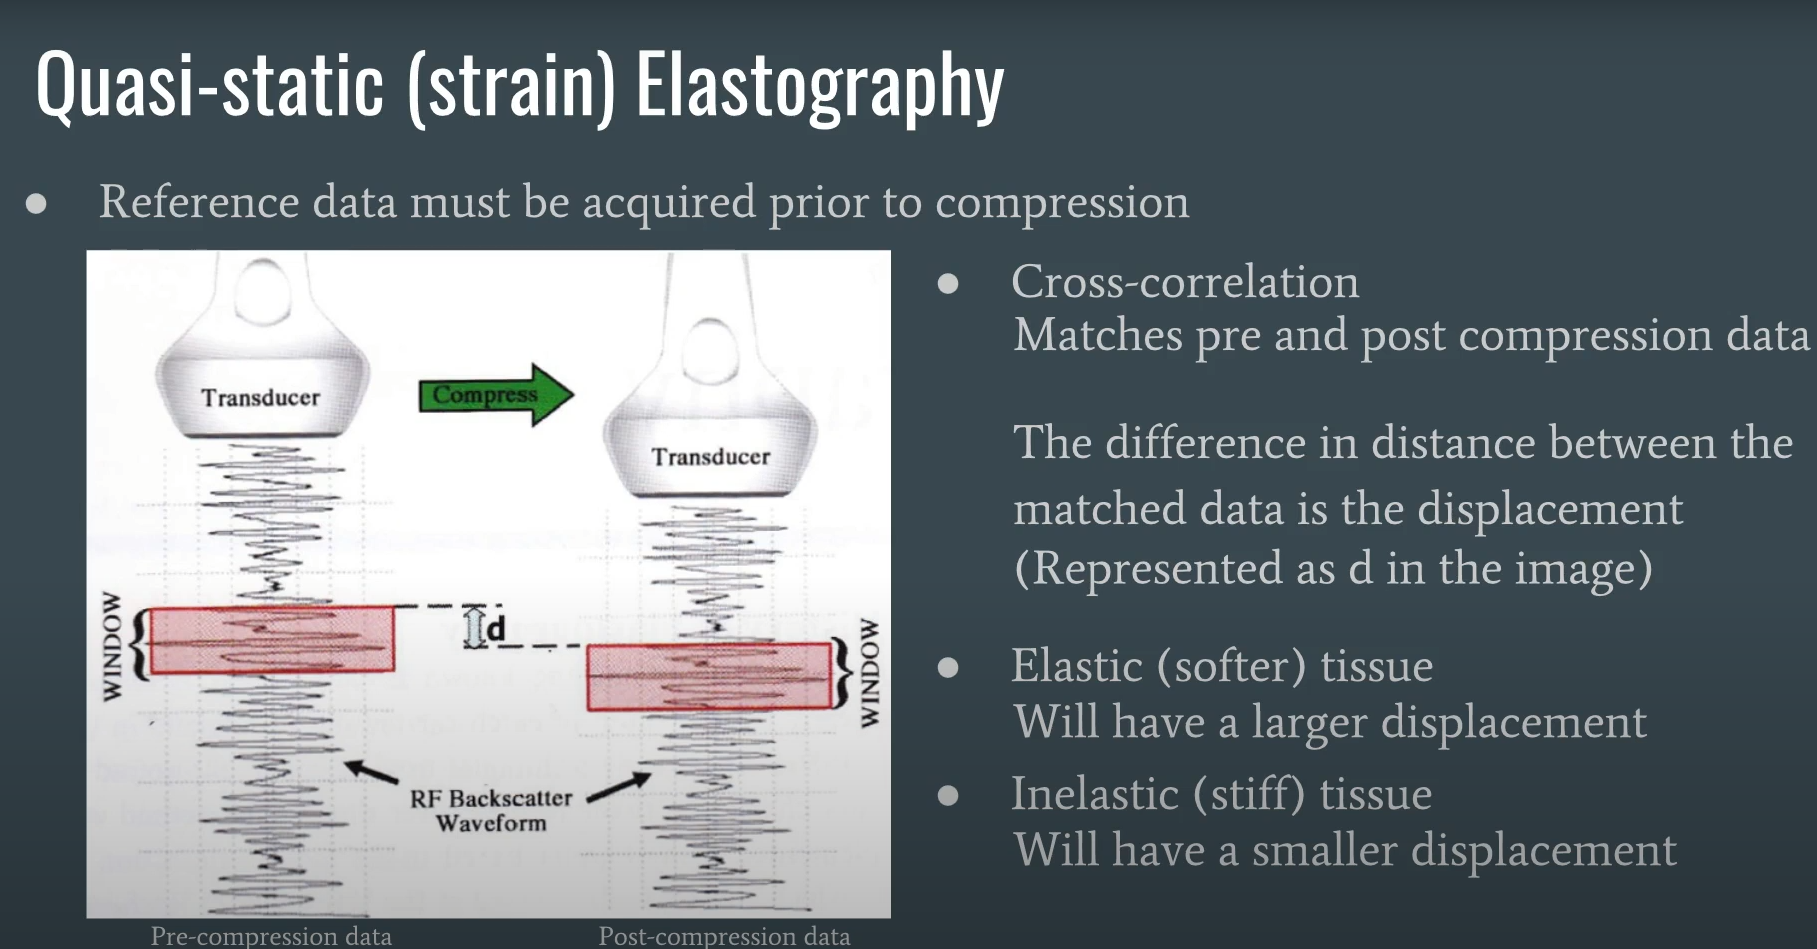 Quasi-static (strain) Elastography
● Reference data must be acquired prior to compression
Transducer
Compress
Transducer
WINDOW
d
WINDOW
RF Backscatter
Waveform
Pre-compression data
Post-compression data
● Cross-correlation
Matches pre and post compression data
The difference in distance between the
matched data is the displacement
(Represented as d in the image)
● Elastic (softer) tissue
Will have a larger displacement
● Inelastic (stiff) tissue
Will have a smaller displacement